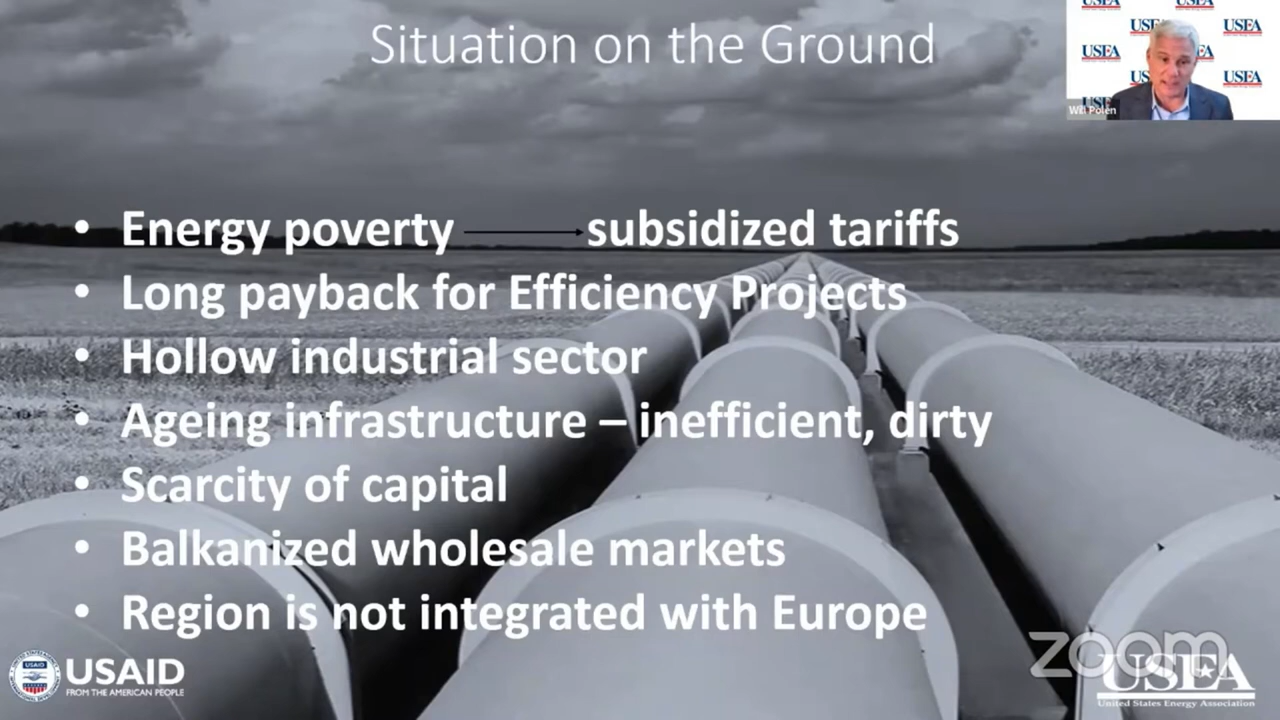 Situation on the Ground
USEA
USEA
USEA
USEA
Will Polen
• Energy poverty → subsidized tariffs
• Long payback for Efficiency Projects
• Hollow industrial sector
• Ageing infrastructure – inefficient, dirty
• Scarcity of capital
• Balkanized wholesale markets
• Region is not integrated with Europe
USAID
USAID
FROM THE AMERICAN PEOPLE
zoom
USEA
United States Energy Association